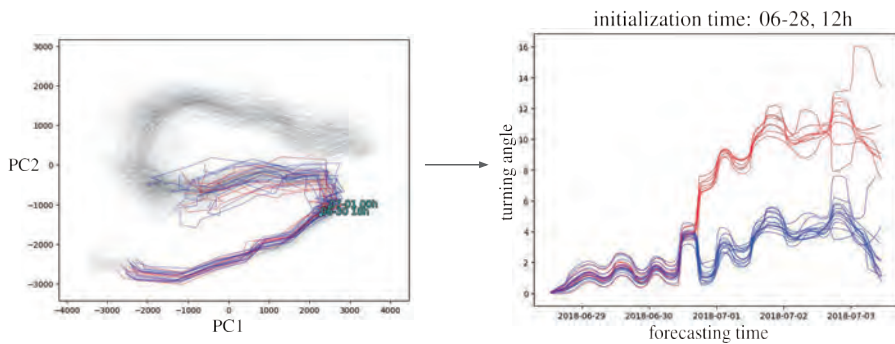 initialization time: 06-28, 12h
3000
2000
1000
0
−1000
−2000
−3000
PC2
−4000 −3000 −2000 −1000 0 1000 2000 3000 4000
PC1
16
14
12
10
8
6
4
2
0
turning angle
2018-06-29 2018-06-30 2018-07-01 2018-07-02 2018-07-03
forecasting time